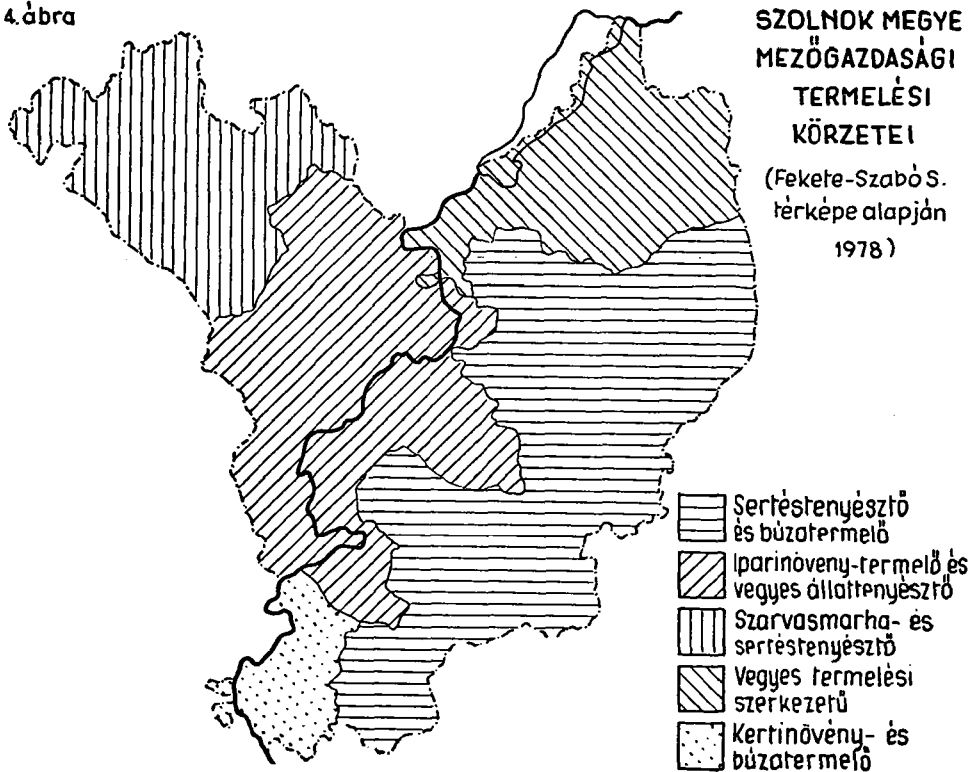 4. ábra
SZOLNOK MEGYE
MEZŐGAZDASÁGI
TERMELÉSI
KÖRZETEI
(Fekete-Szabó S.
térképe alapján
1978)
Sertéstenyésztő
és búzatermelő
Iparinöveny-termelő és
vegyes állattenyésztő
Szarvasmarha- és
sertéstenyésztő
Vegyes termelési
szerkezetű
Kertinövény- és
búzatermelő